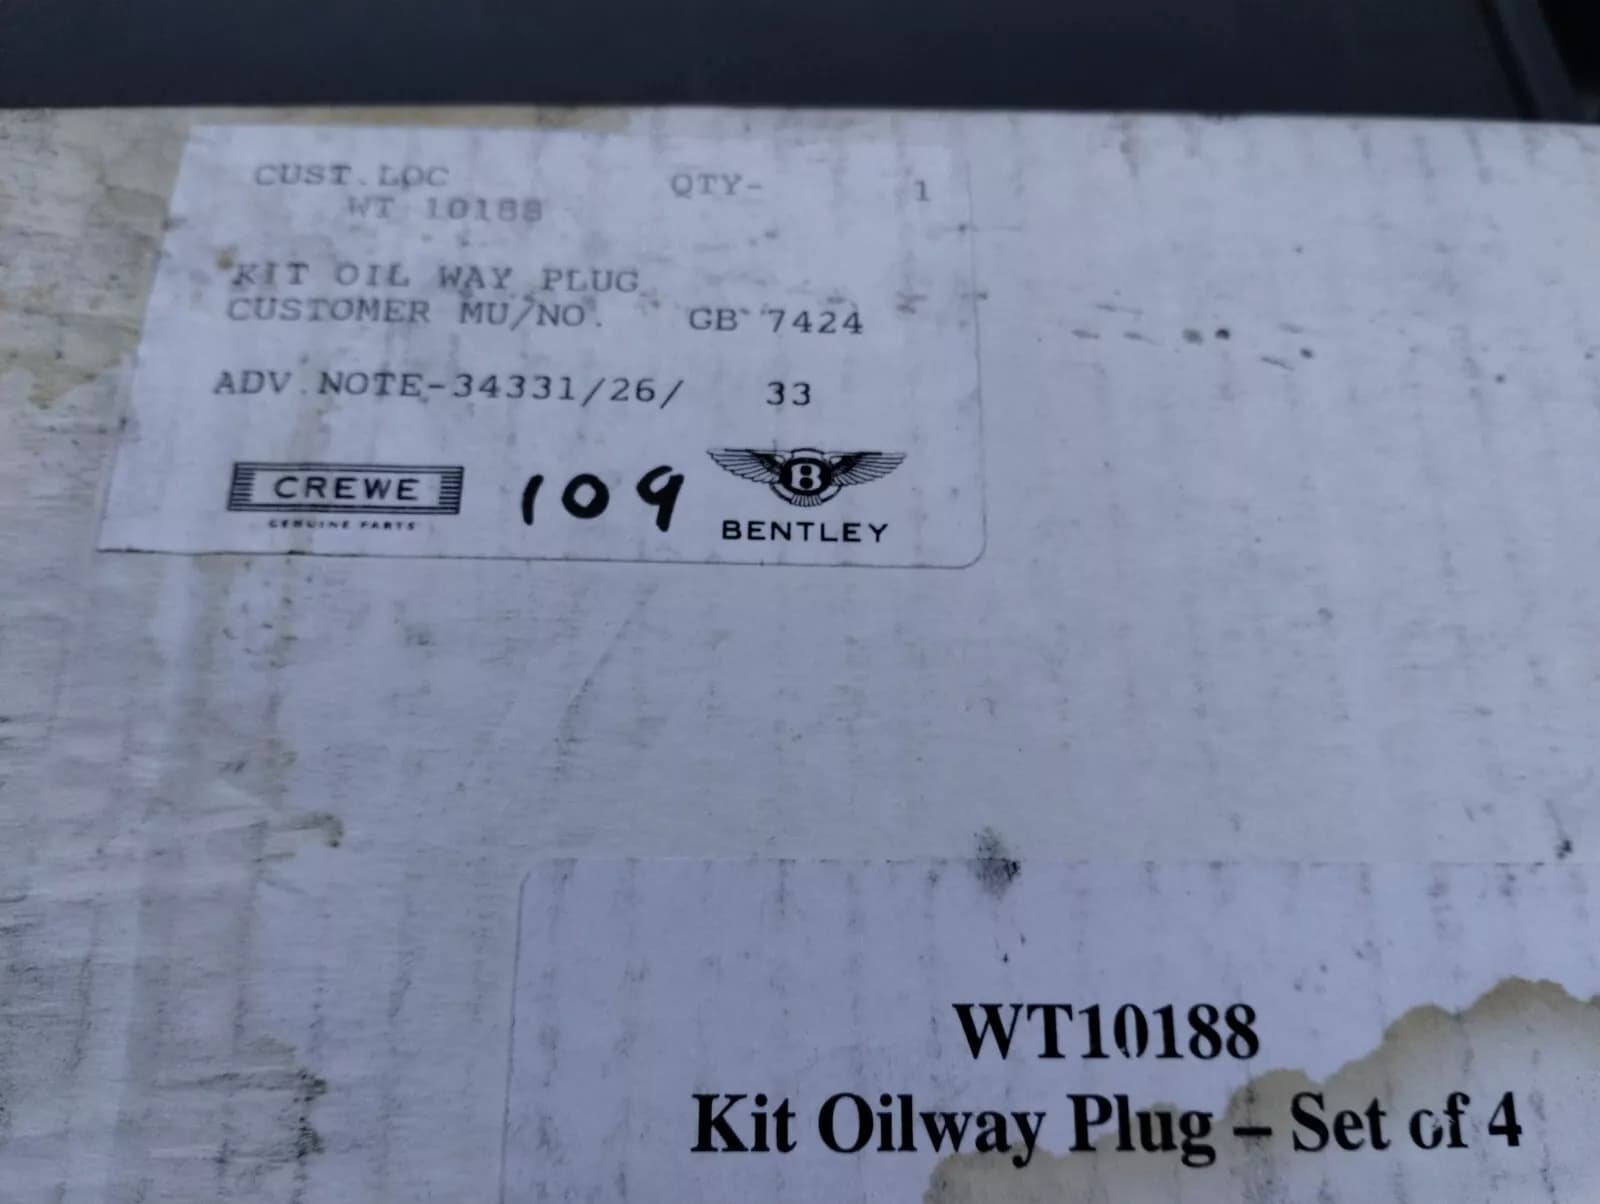 CUST.LOC QTY- 1
WT 10188
KIT OIL WAY PLUG
CUSTOMER MU/NO. GB 7424
ADV.NOTE-34331/26/ 33
CREWE 109 B
GENUINE PARTS BENTLEY
WT10188
Kit Oilway Plug – Set of 4